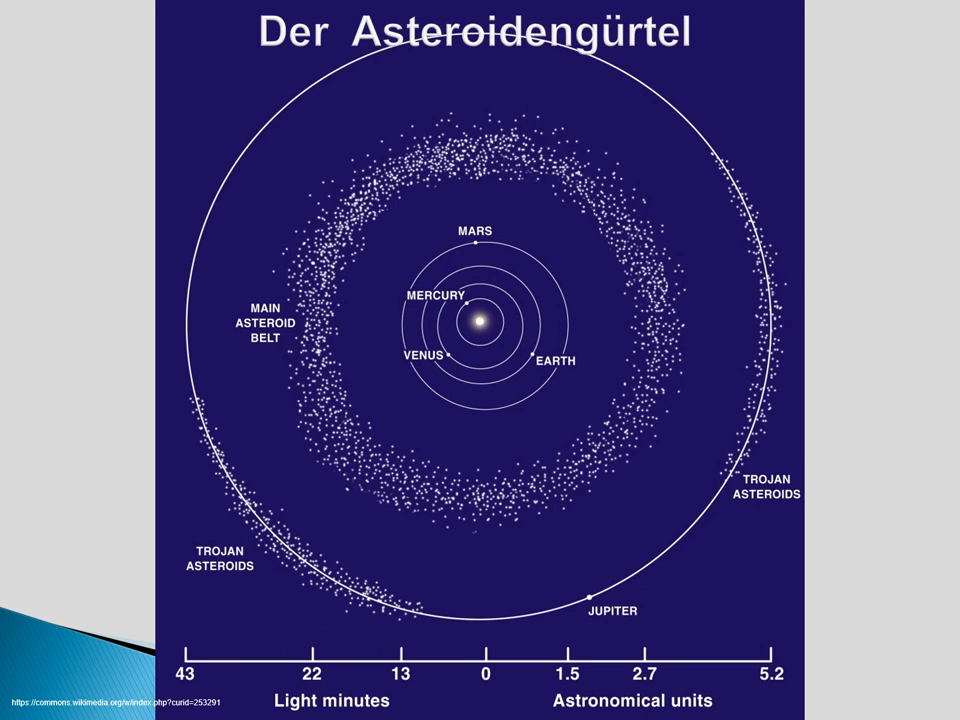 Der Asteroidengürtel
MARS
MERCURY
MAIN
ASTEROID
BELT
VENUS
EARTH
TROJAN
ASTEROIDS
TROJAN
ASTEROIDS
JUPITER
43 22 13 0 1.5 2.7 5.2
Light minutes Astronomical units
https://commons.wikimedia.org/w/index.php?curid=253291